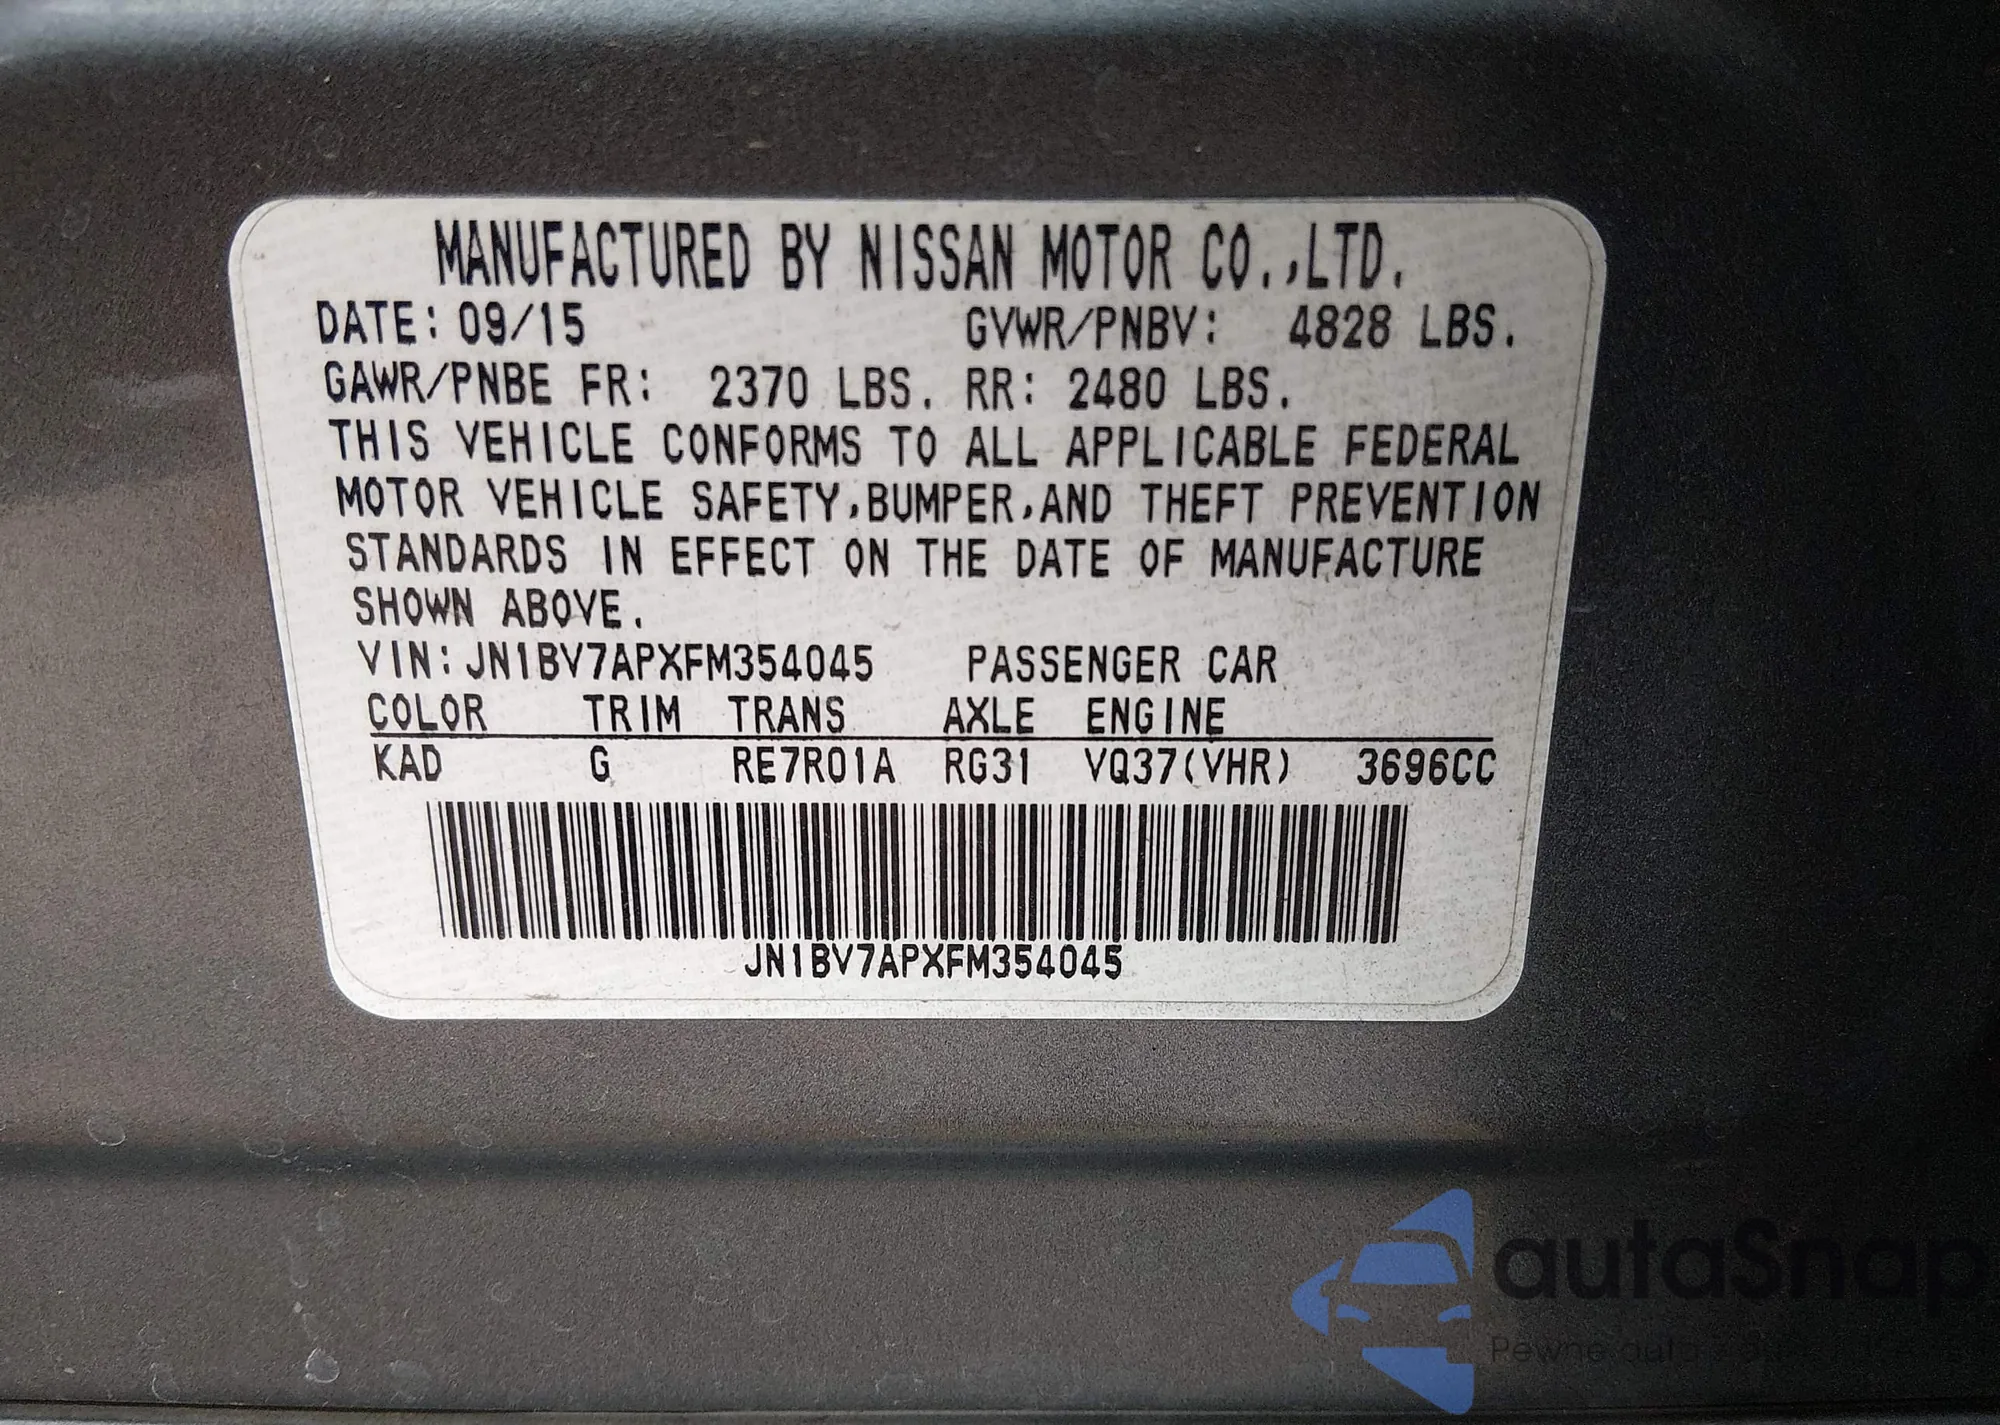 MANUFACTURED BY NISSAN MOTOR CO.,LTD.
DATE: 09/15 GVWR/PNBV: 4828 LBS.
GAWR/PNBE FR: 2370 LBS. RR: 2480 LBS.
THIS VEHICLE CONFORMS TO ALL APPLICABLE FEDERAL
MOTOR VEHICLE SAFETY,BUMPER,AND THEFT PREVENTION
STANDARDS IN EFFECT ON THE DATE OF MANUFACTURE
SHOWN ABOVE.
VIN:JN1BV7APXFM354045 PASSENGER CAR
COLOR TRIM TRANS AXLE ENGINE
KAD G RE7R01A RG31 VQ37(VHR) 3696CC
JN1BV7APXFM354045
autaSnap
Pewne auto